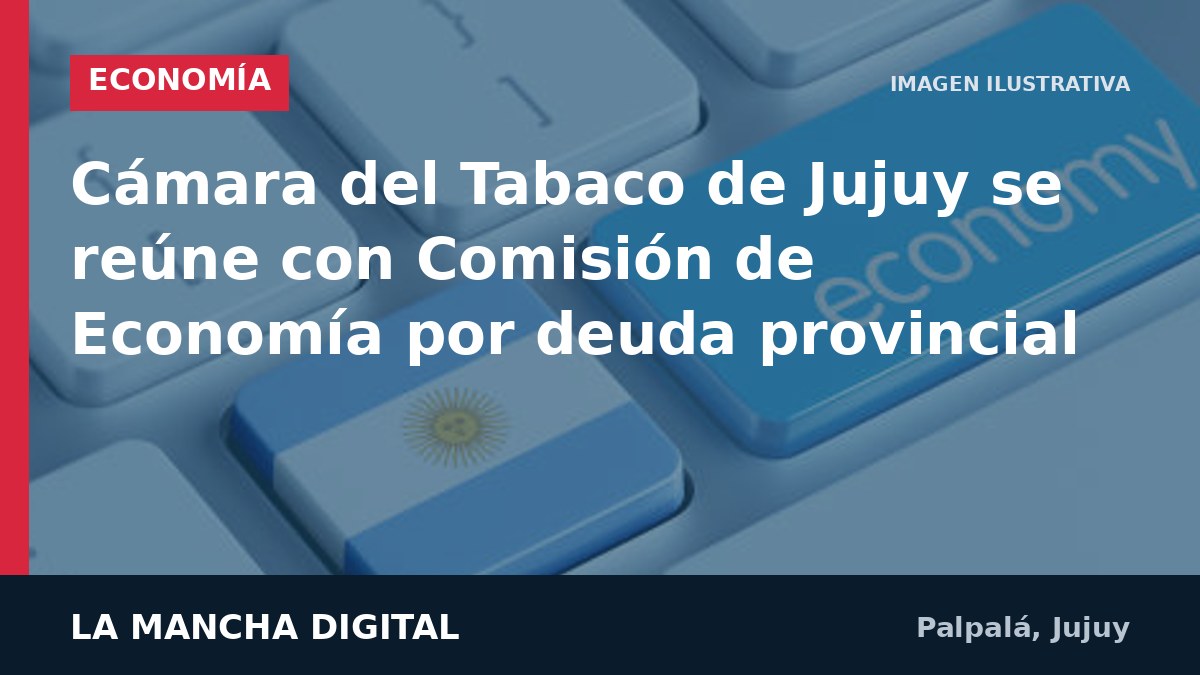 ECONOMÍA
IMAGEN ILUSTRATIVA
Cámara del Tabaco de Jujuy se
reúne con Comisión de
Economía por deuda provincial
economy
LA MANCHA DIGITAL
Palpalá, Jujuy